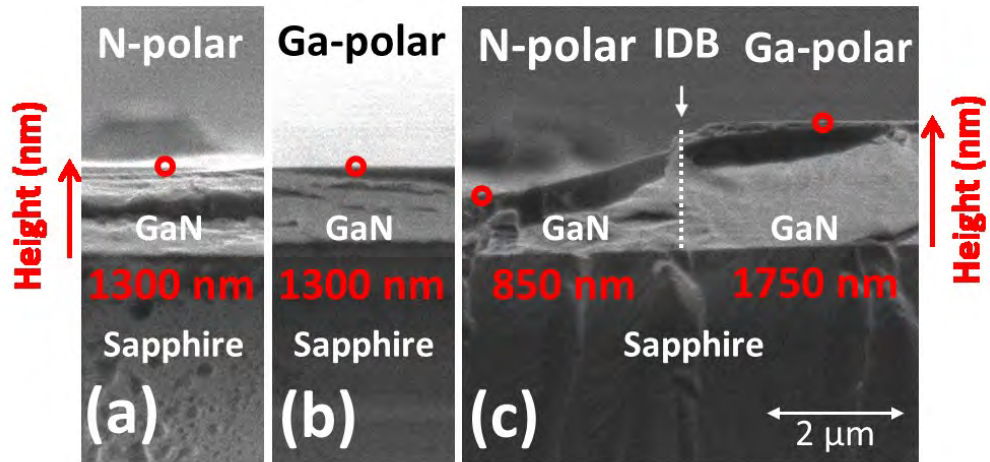 N-polar
Ga-polar
N-polar
IDB
Ga-polar
Height (nm)
GaN
GaN
GaN
GaN
Height (nm)
1300 nm
1300 nm
850 nm
1750 nm
Sapphire
Sapphire
Sapphire
(a)
(b)
(c)
2 µm